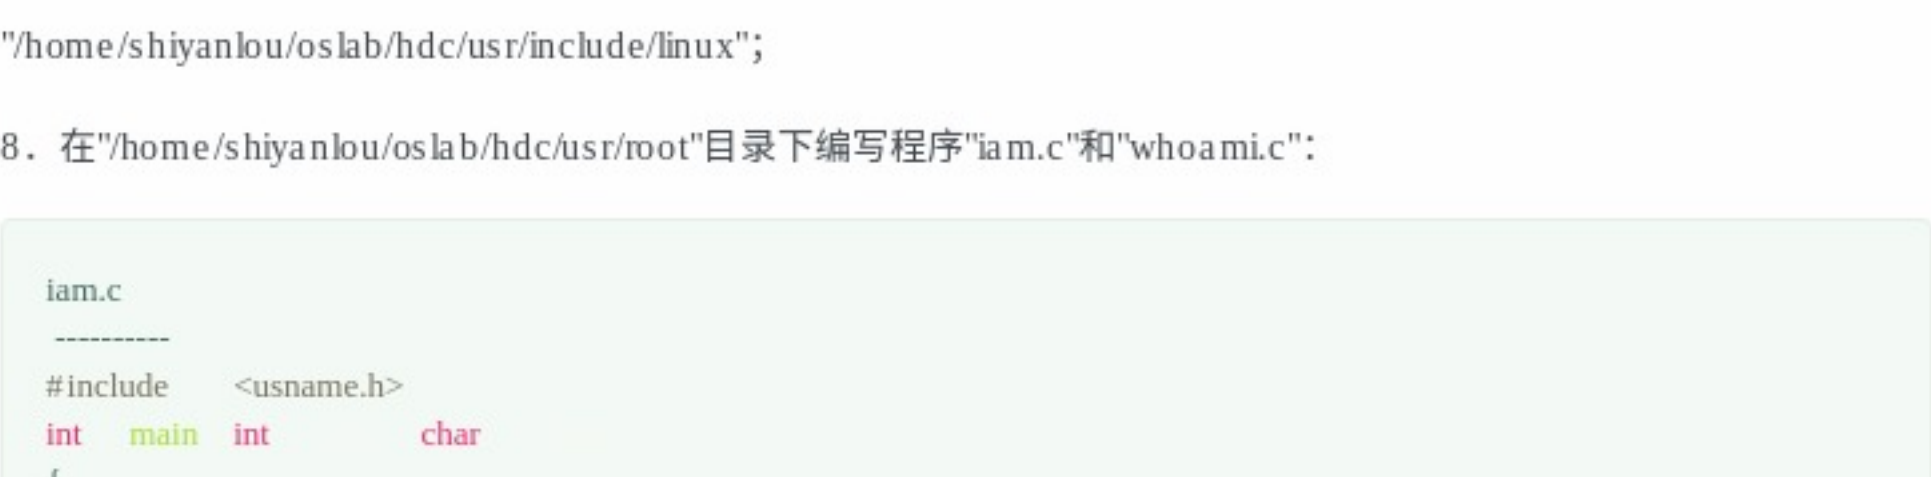 "/home/shiyanlou/oslab/hdc/usr/include/linux"；
8．在"/home/shiyanlou/oslab/hdc/usr/root"目录下编写程序"iam.c"和"whoami.c"：
iam.c
----------
#include <usname.h>
int main int char
{